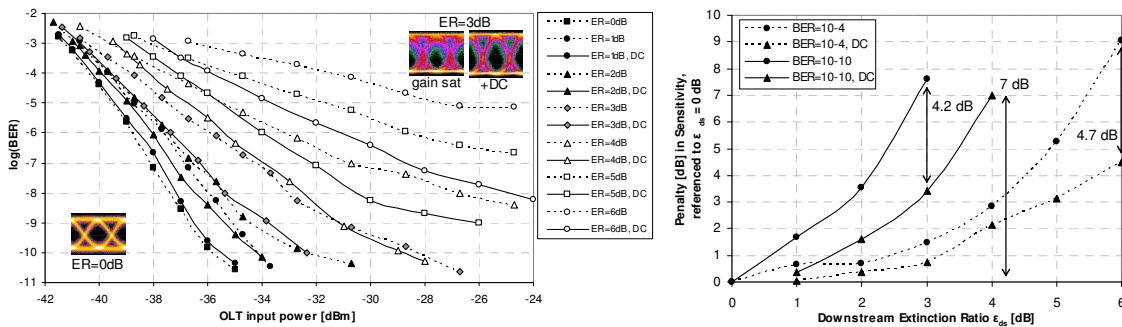 -2
-3
-4
-5
-6
-7
-8
-9
-10
-11
log(BER)
-42 -40 -38 -36 -34 -32 -30 -28 -26 -24
OLT input power [dBm]
ER=3dB
gain sat +DC
ER=0dB
ER=0dB
ER=1dB
ER=1dB, DC
ER=2dB
ER=2dB, DC
ER=3dB
ER=3dB, DC
ER=4dB
ER=4dB, DC
ER=5dB
ER=5dB, DC
ER=6dB
ER=6dB, DC
Penalty [dB] in Sensitivity,
referenced to ε ds = 0 dB
10
9
8
7
6
5
4
3
2
1
0
BER=10-4
BER=10-4, DC
BER=10-10
BER=10-10, DC
4.2 dB
7 dB
4.7 dB
0 1 2 3 4 5 6
Downstream Extinction Ratio εds [dB]